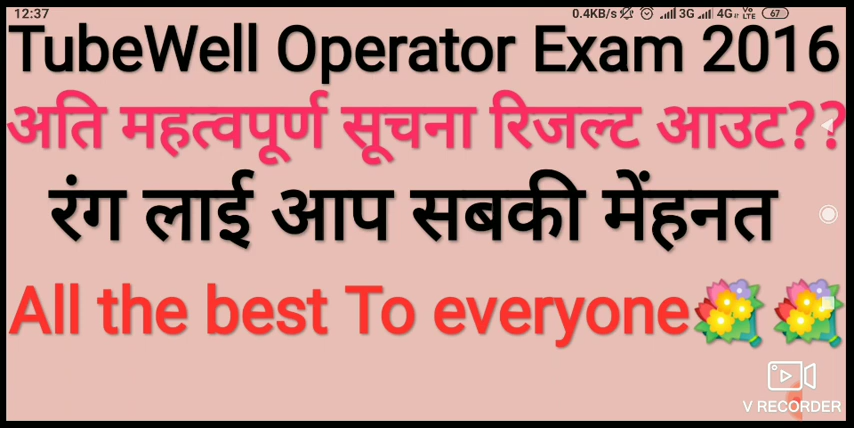 12:37 0.4KB/s 3G 4G Vo LTE 67
TubeWell Operator Exam 2016
अति महत्वपूर्ण सूचना रिजल्ट आउट??
रंग लाई आप सबकी मेंहनत
All the best To everyone💐 💐
V RECORDER